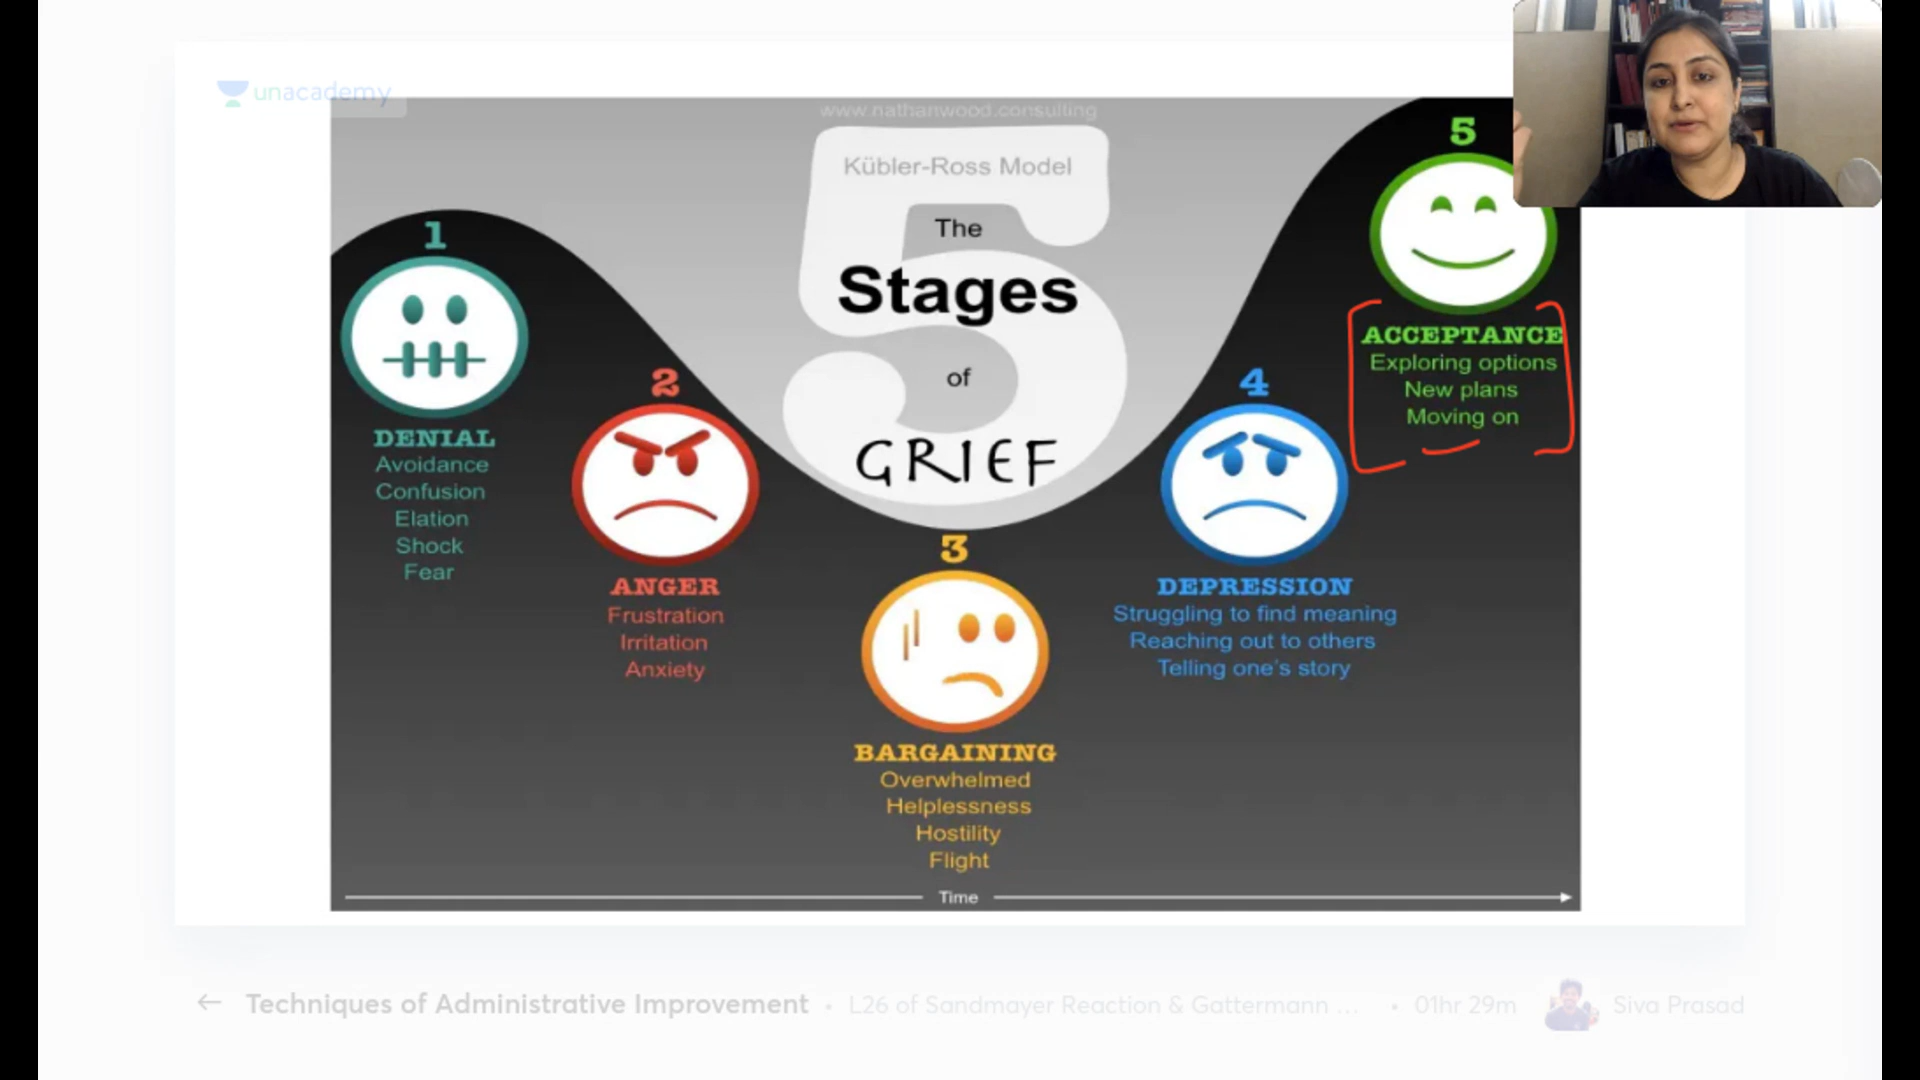 unacademy
www.nathanwood.consulting
Kübler-Ross Model
The
5
Stages
of
GRIEF
1
DENIAL
Avoidance
Confusion
Elation
Shock
Fear
2
ANGER
Frustration
Irritation
Anxiety
3
BARGAINING
Overwhelmed
Helplessness
Hostility
Flight
4
DEPRESSION
Struggling to find meaning
Reaching out to others
Telling one's story
5
ACCEPTANCE
Exploring options
New plans
Moving on
Time
Techniques of Administrative Improvement • L26 of Sandmayer Reaction & Gattermann ... • 01hr 29m Siva Prasad